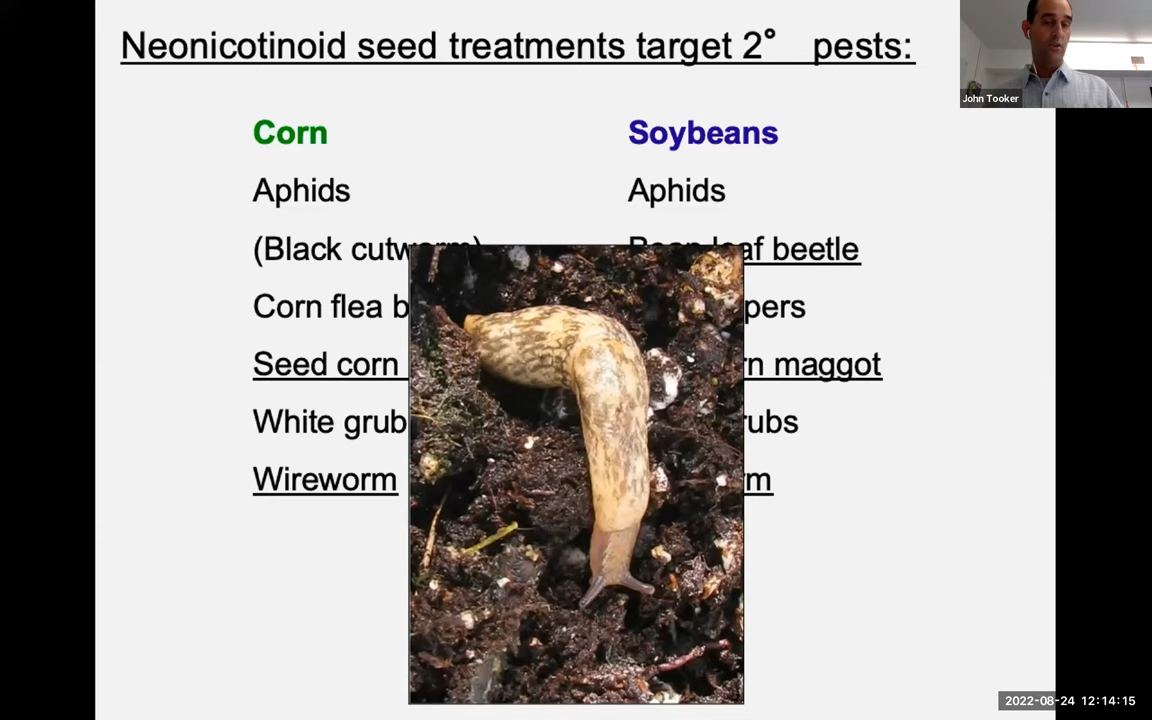 Neonicotinoid seed treatments target 2° pests:
John Tooker
Corn
Soybeans
Aphids
Aphids
(Black cutworm)
Bean leaf beetle
Corn flea b
pers
Seed corn
rn maggot
White grub
rubs
Wireworm
rm
2022-08-24 12:14:15